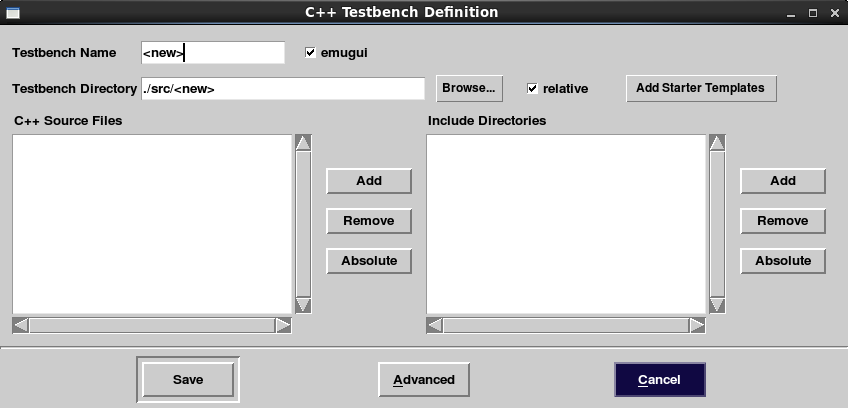 C++ Testbench Definition
Testbench Name <new> emugui
Testbench Directory ./src/<new> Browse... relative Add Starter Templates
C++ Source Files Include Directories
Add Add
Remove Remove
Absolute Absolute
Save Advanced Cancel